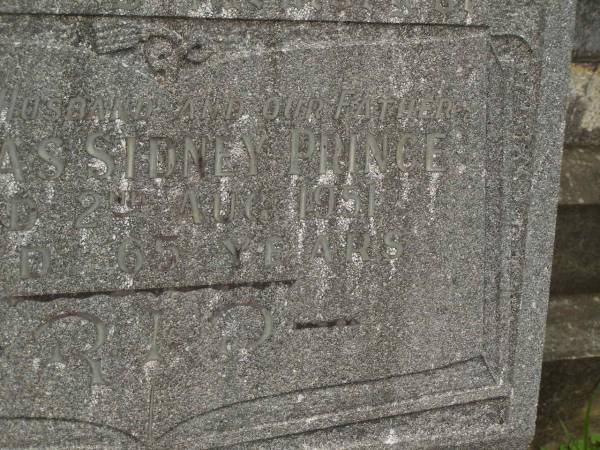 HUSBAND AND OUR FATHER
AS SIDNEY PRINCE
D 2ND AUG. 1951
D 65 YEARS
R I P